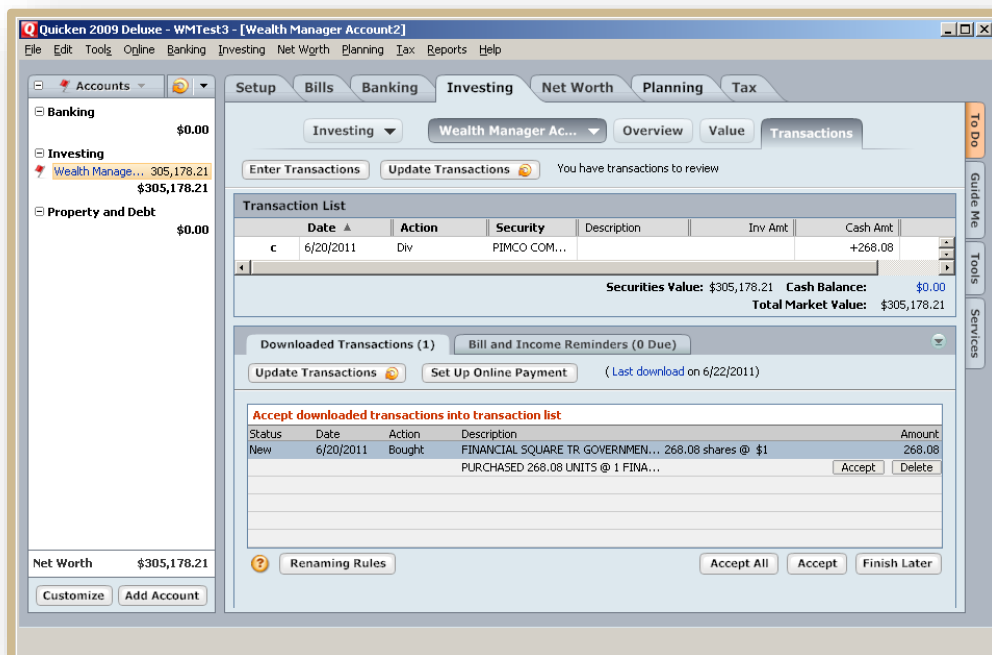 Quicken 2009 Deluxe - WMTest3 - [Wealth Manager Account2]
File Edit Tools Online Banking Investing Net Worth Planning Tax Reports Help
Accounts
Setup Bills Banking Investing Net Worth Planning Tax
Banking
$0.00
Investing
Wealth Manage... 305,178.21
$305,178.21
Property and Debt
$0.00
Net Worth $305,178.21
Customize Add Account
Investing Wealth Manager Ac... Overview Value Transactions
Enter Transactions Update Transactions You have transactions to review
Transaction List
Date Action Security Description Inv Amt Cash Amt
c 6/20/2011 Div PIMCO COM... +268.08
Securities Value: $305,178.21 Cash Balance: $0.00
Total Market Value: $305,178.21
Downloaded Transactions (1) Bill and Income Reminders (0 Due)
Update Transactions Set Up Online Payment ( Last download on 6/22/2011)
Accept downloaded transactions into transaction list
Status Date Action Description Amount
New 6/20/2011 Bought FINANCIAL SQUARE TR GOVERNMEN... 268.08 shares @ $1 268.08
PURCHASED 268.08 UNITS @ 1 FINA... Accept Delete
? Renaming Rules Accept All Accept Finish Later
To Do
Guide Me
Tools
Services